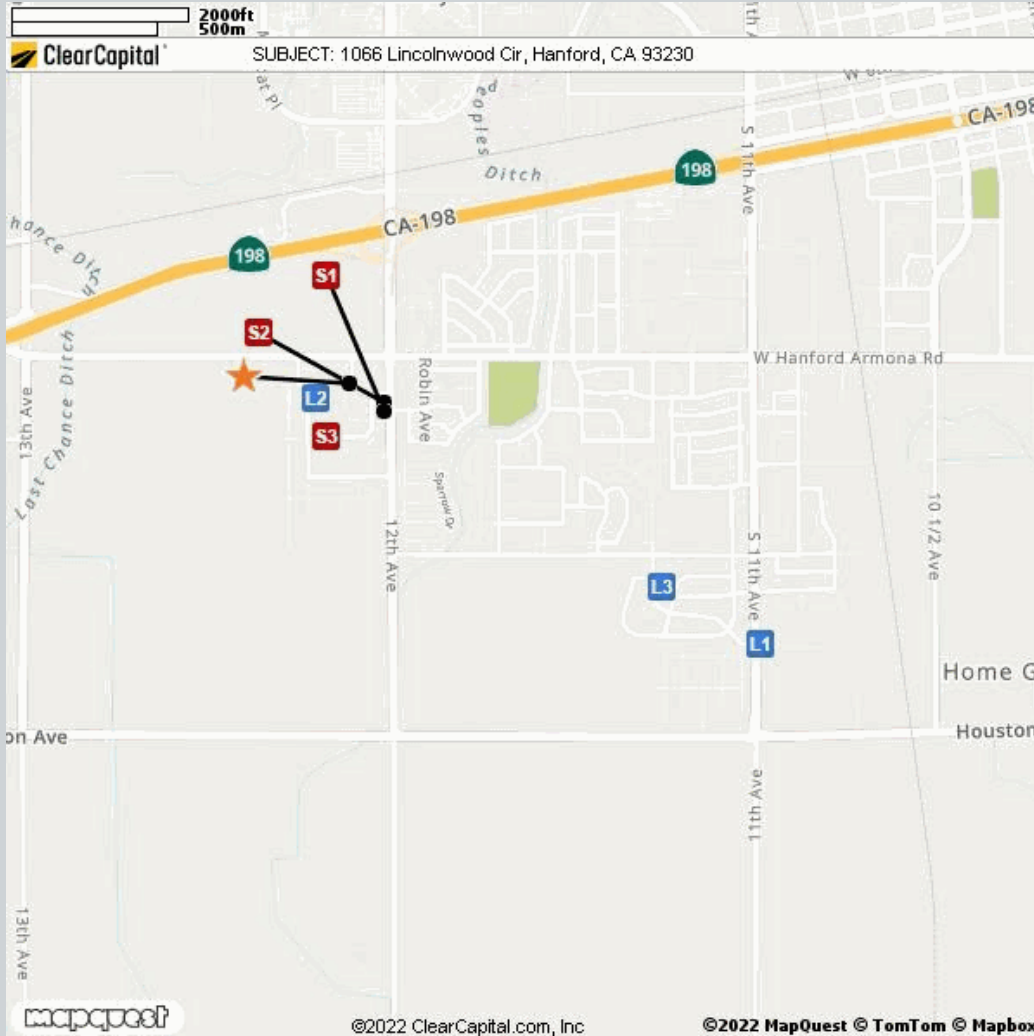 2000ft
500m
ClearCapital
SUBJECT: 1066 Lincolnwood Cir, Hanford, CA 93230
Peoples Ditch
S 11th Ave
CA-198
198
CA-198
198
S1
S2
L2
S3
Robin Ave
W Hanford Armona Rd
13th Ave
Last Chance Ditch
Sparrow Dr
12th Ave
S 11th Ave
10 1/2 Ave
L3
L1
Home G
on Ave
Houston
11th Ave
13th Ave
mapquest
©2022 ClearCapital.com, Inc
©2022 MapQuest © TomTom © Mapbox